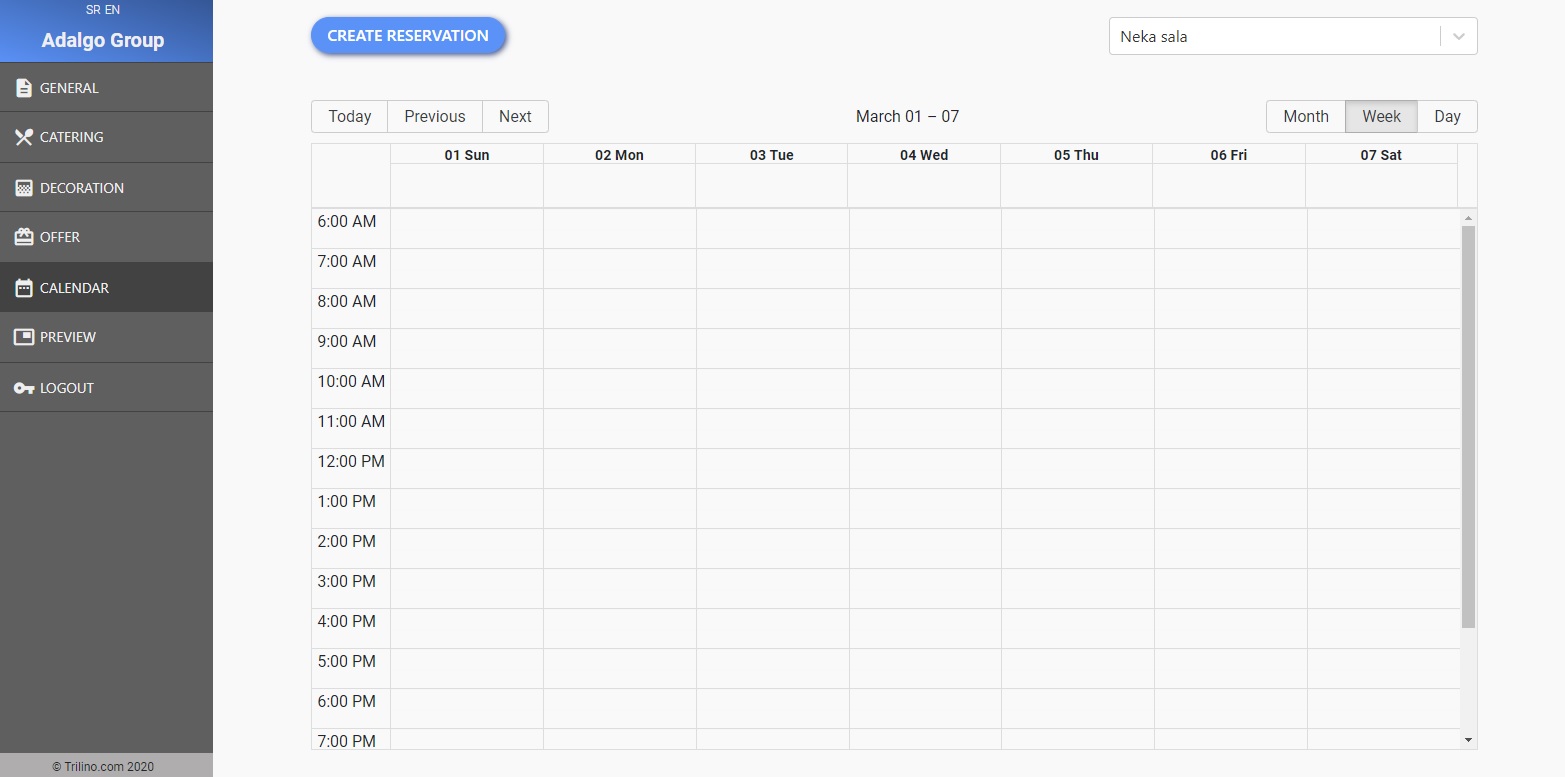 SR EN
Adalgo Group
GENERAL
CATERING
DECORATION
OFFER
CALENDAR
PREVIEW
LOGOUT
© Trilino.com 2020
CREATE RESERVATION
Neka sala
Today Previous Next
March 01 – 07
Month Week Day
01 Sun 02 Mon 03 Tue 04 Wed 05 Thu 06 Fri 07 Sat
6:00 AM
7:00 AM
8:00 AM
9:00 AM
10:00 AM
11:00 AM
12:00 PM
1:00 PM
2:00 PM
3:00 PM
4:00 PM
5:00 PM
6:00 PM
7:00 PM